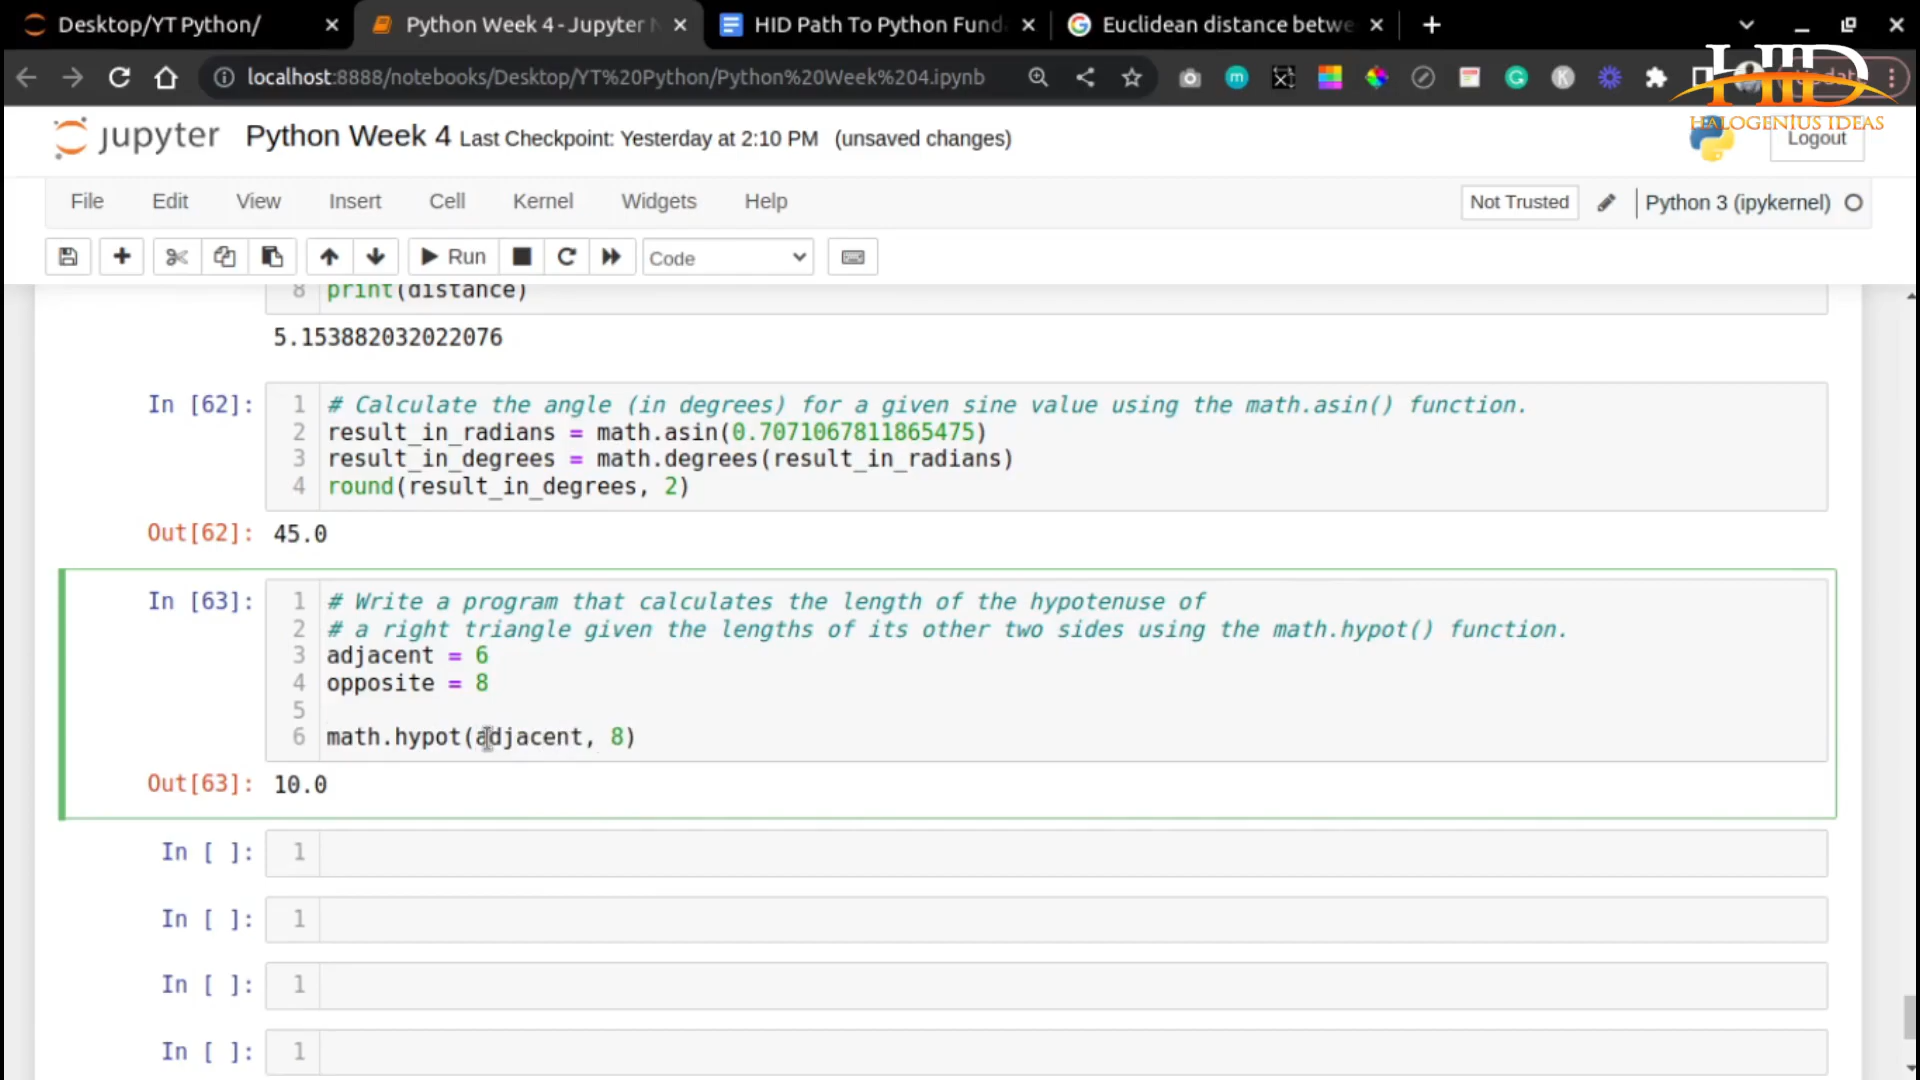 Desktop/YT Python/
Python Week 4 - Jupyter N
HID Path To Python Fund
Euclidean distance betwe
localhost:8888/notebooks/Desktop/YT%20Python/Python%20Week%204.ipynb
HID
HALOGENIUS IDEAS
jupyter Python Week 4 Last Checkpoint: Yesterday at 2:10 PM (unsaved changes)
Logout
File Edit View Insert Cell Kernel Widgets Help
Not Trusted
Python 3 (ipykernel)
Run
Code
8 print(distance)
5.153882032022076
In [62]:
1 # Calculate the angle (in degrees) for a given sine value using the math.asin() function.
2 result_in_radians = math.asin(0.7071067811865475)
3 result_in_degrees = math.degrees(result_in_radians)
4 round(result_in_degrees, 2)
Out[62]: 45.0
In [63]:
1 # Write a program that calculates the length of the hypotenuse of
2 # a right triangle given the lengths of its other two sides using the math.hypot() function.
3 adjacent = 6
4 opposite = 8
5
6 math.hypot(adjacent, 8)
Out[63]: 10.0
In [ ]: 1
In [ ]: 1
In [ ]: 1
In [ ]: 1